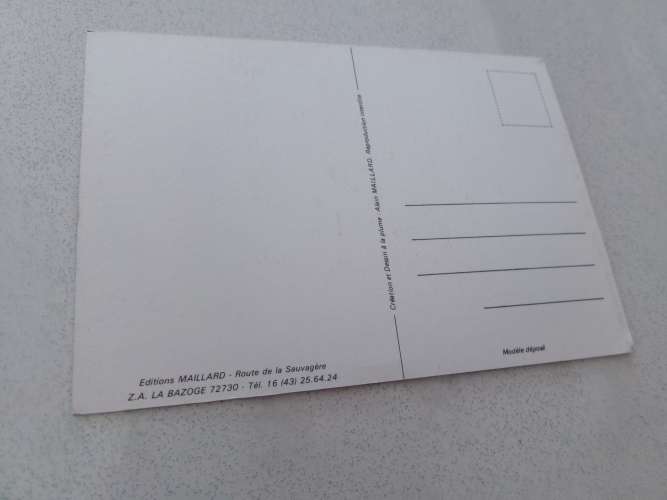 Editions MAILLARD - Route de la Sauvagère
Z.A. LA BAZOGE 72730 - Tél. 16 (43) 25.64.24
Création et Dessin à la plume - Alain MAILLARD. Reproduction interdite
Modèle déposé